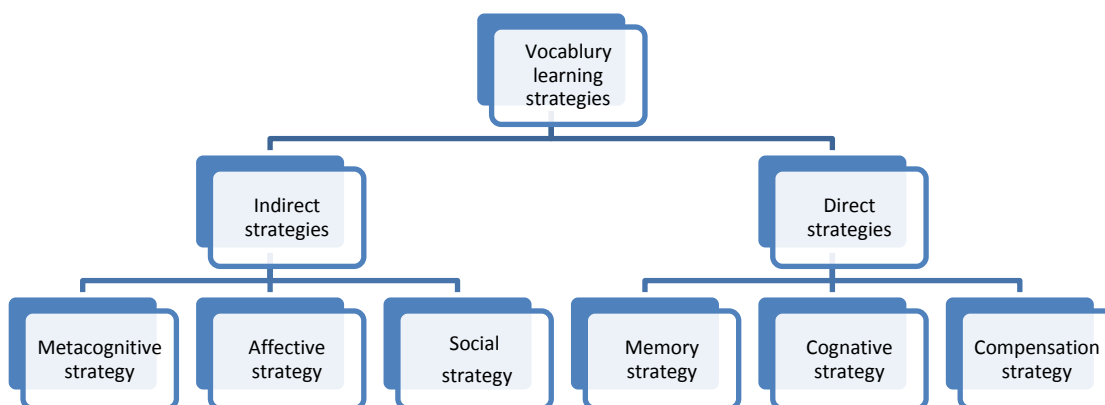 Vocablury
learning
strategies
Indirect
strategies
Direct
strategies
Metacognitive
strategy
Affective
strategy
Social
strategy
Memory
strategy
Cognative
strategy
Compensation
strategy